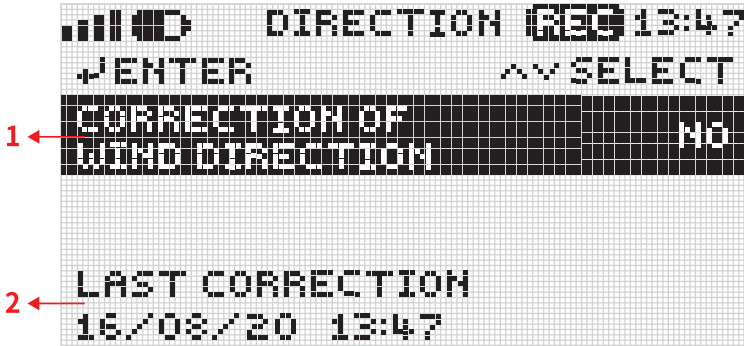 DIRECTION REC 13:47
ENTER SELECT
CORRECTION OF
WIND DIRECTION NO
1
LAST CORRECTION
2
16/08/20 13:47